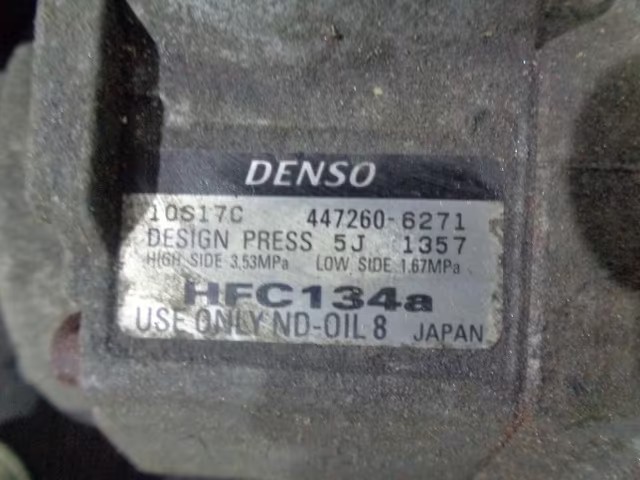 DENSO
10S17C 447260-6271
DESIGN PRESS 5J 1357
HIGH SIDE 3.53MPa LOW SIDE 1.67MPa
HFC134a
USE ONLY ND-OIL 8 JAPAN